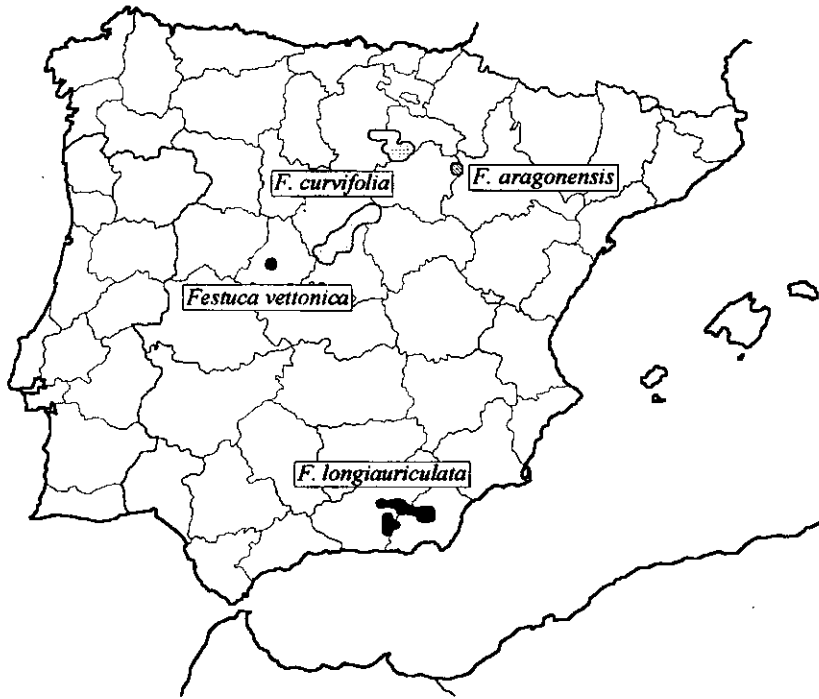 F. curvifolia
F. aragonensis
Festuca vettonica
F. longiauriculata